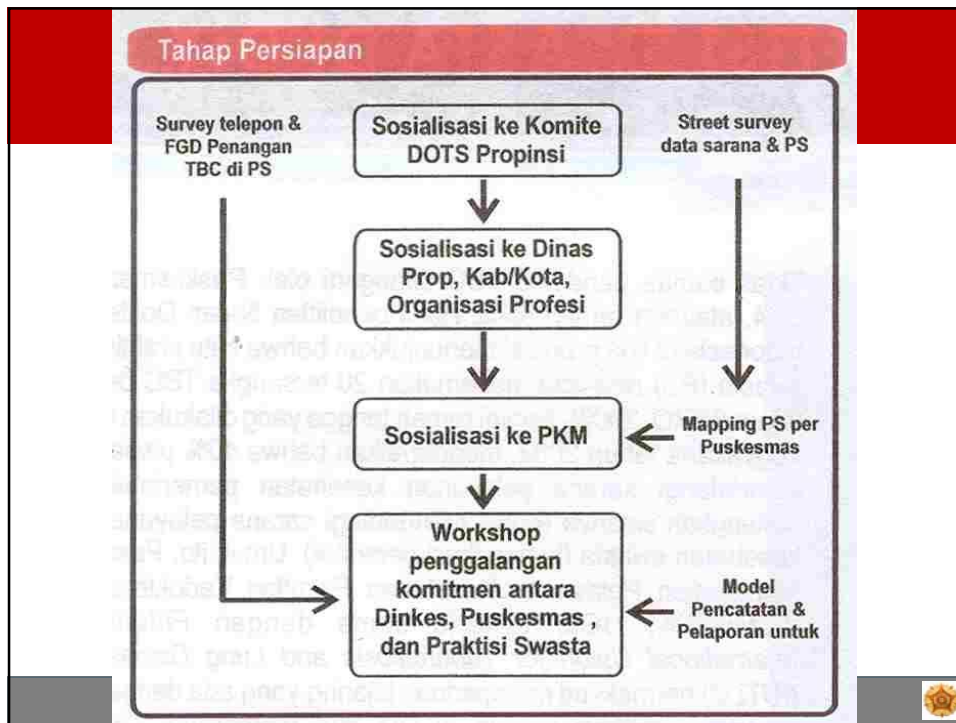 Tahap Persiapan
Survey telepon &
FGD Penangan
TBC di PS
Sosialisasi ke Komite
DOTS Propinsi
Street survey
data sarana & PS
Sosialisasi ke Dinas
Prop, Kab/Kota,
Organisasi Profesi
Sosialisasi ke PKM
Mapping PS per
Puskesmas
Workshop
penggalangan
komitmen antara
Dinkes, Puskesmas ,
dan Praktisi Swasta
Model
Pencatatan &
Pelaporan untuk